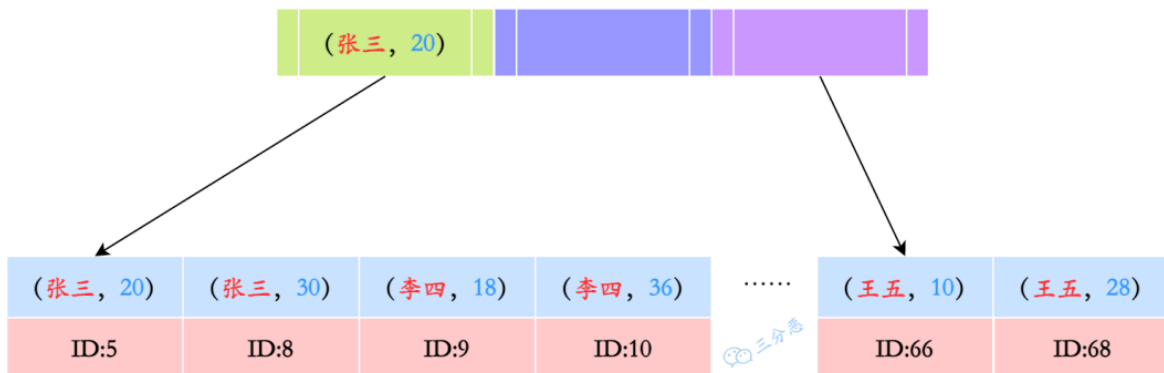 (张三, 20)
(张三, 20) (张三, 30) (李四, 18) (李四, 36) ······ (王五, 10) (王五, 28)
ID:5 ID:8 ID:9 ID:10 三分恶 ID:66 ID:68